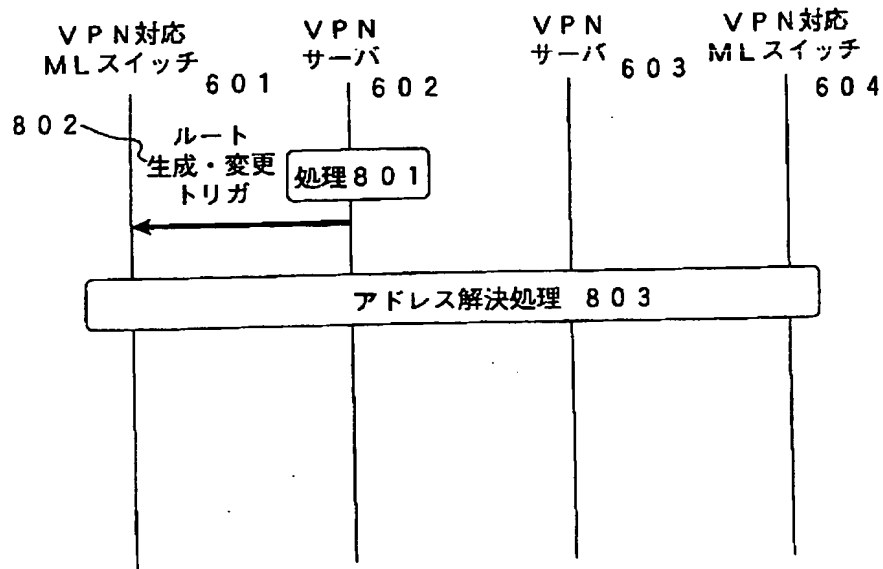 ＶＰＮ対応
ＭＬスイッチ
６０１
ＶＰＮ
サーバ
６０２
ＶＰＮ
サーバ
６０３
ＶＰＮ対応
ＭＬスイッチ
６０４
８０２
ルート
生成・変更
トリガ
処理８０１
アドレス解決処理 ８０３